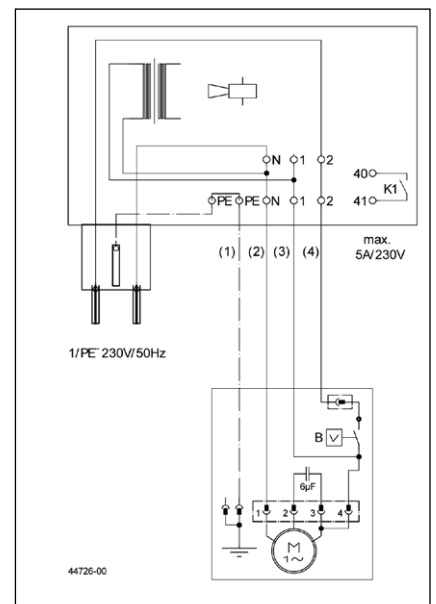 N 1 2
40
K1
41
PE PE N 1 2
(1) (2) (3) (4)
max.
5A/230V
1/PE~ 230V/50Hz
B
6µF
1 2 3 4
M
1~
44726-00